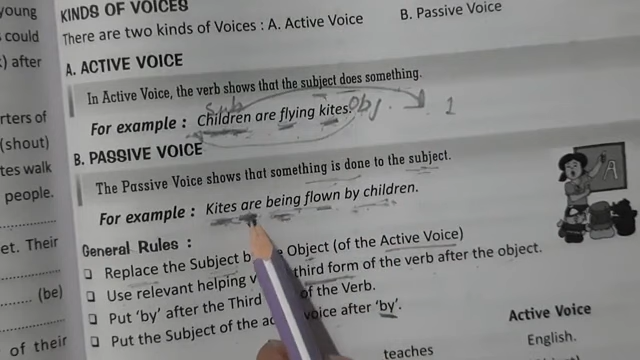 young
KINDS OF VOICES
could
There are two kinds of Voices : A. Active Voice B. Passive Voice
) after
A. ACTIVE VOICE
In Active Voice, the verb shows that the subject does something.
Sub Obj 1
rters of
For example : Children are flying kites.
(shout)
B. PASSIVE VOICE
tes walk
The Passive Voice shows that something is done to the subject.
people.
For example : Kites are being flown by children.
A
et. Their
General Rules :
Replace the Subject b Object (of the Active Voice)
(be)
Use relevant helping v third form of the verb after the object.
Put 'by' after the Third of the Verb.
of their
Put the Subject of the ac voice after 'by'.
Active Voice
English.
teaches